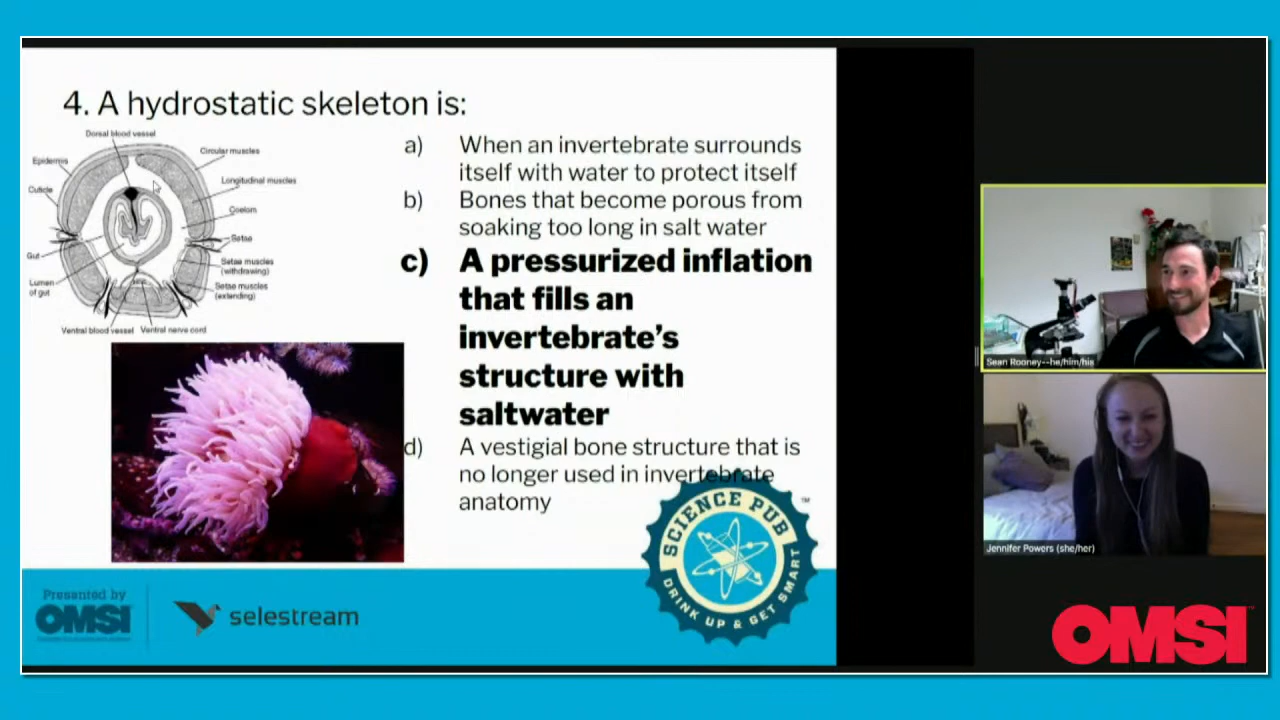 4. A hydrostatic skeleton is:
Dorsal blood vessel
Epidermis
Circular muscles
Cuticle
Longitudinal muscles
Coelom
Setae
Gut
Setae muscles
(withdrawing)
Lumen
of gut
Setae muscles
(extending)
Ventral blood vessel
Ventral nerve cord
a) When an invertebrate surrounds
itself with water to protect itself
b) Bones that become porous from
soaking too long in salt water
c) A pressurized inflation
that fills an
invertebrate's
structure with
saltwater
d) A vestigial bone structure that is
no longer used in invertebrate
anatomy
SCIENCE PUB
DRINK UP & GET SMART
TM
Presented by
OMSI
selestream
Sean Rooney--he/him/his
Jennifer Powers (she/her)
OMSI